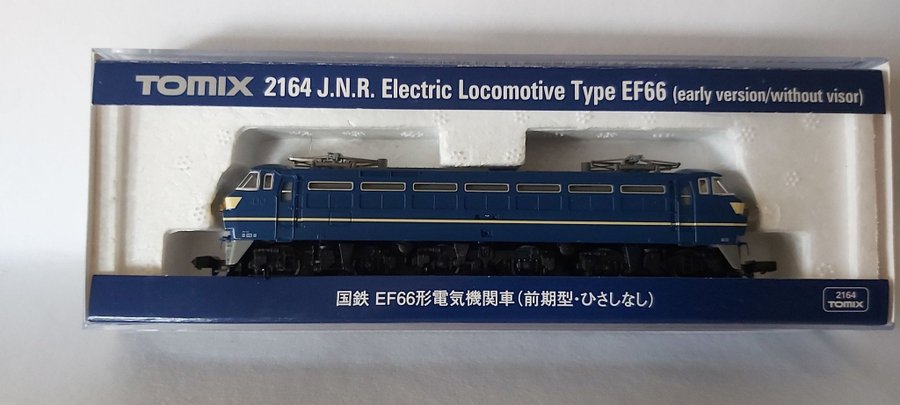 TOMIX 2164 J.N.R. Electric Locomotive Type EF66 (early version/without visor)
国鉄 EF66形電気機関車(前期型・ひさしなし)
2164
TOMIX